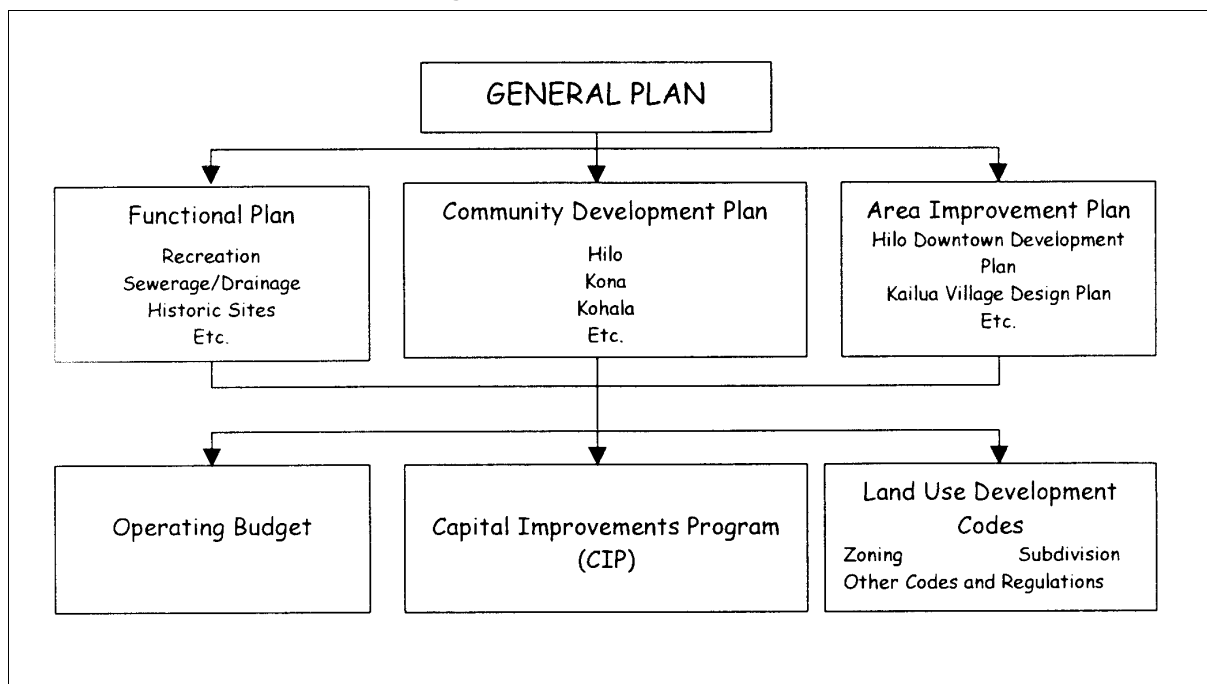 GENERAL PLAN
Functional Plan
Recreation
Sewerage/Drainage
Historic Sites
Etc.
Community Development Plan
Hilo
Kona
Kohala
Etc.
Area Improvement Plan
Hilo Downtown Development
Plan
Kailua Village Design Plan
Etc.
Operating Budget
Capital Improvements Program
(CIP)
Land Use Development
Codes
Zoning Subdivision
Other Codes and Regulations